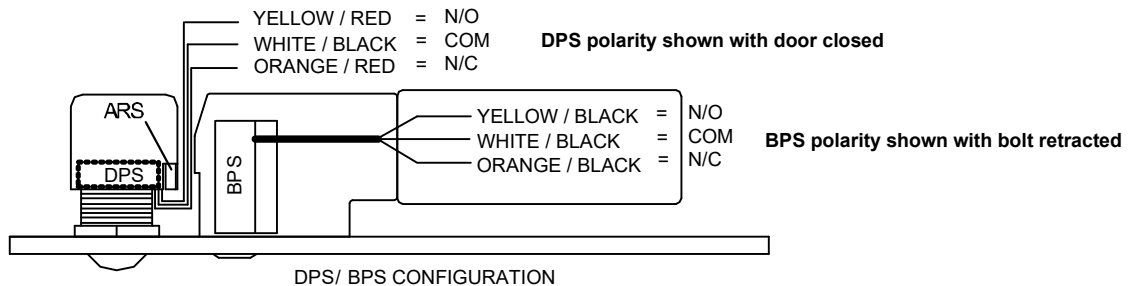 YELLOW / RED = N/O
WHITE / BLACK = COM DPS polarity shown with door closed
ORANGE / RED = N/C
ARS
DPS
BPS
YELLOW / BLACK = N/O
WHITE / BLACK = COM BPS polarity shown with bolt retracted
ORANGE / BLACK = N/C
DPS/ BPS CONFIGURATION